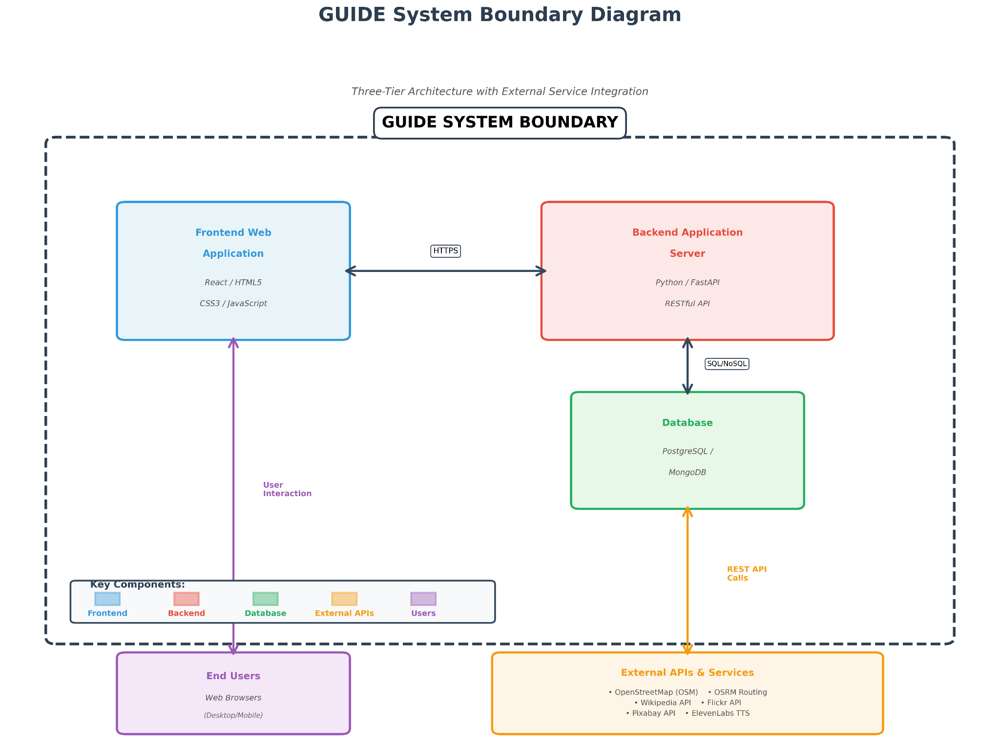 GUIDE System Boundary Diagram
Three-Tier Architecture with External Service Integration
GUIDE SYSTEM BOUNDARY
Frontend Web
Application
React / HTML5
CSS3 / JavaScript
HTTPS
Backend Application
Server
Python / FastAPI
RESTful API
SQL/NoSQL
Database
PostgreSQL /
MongoDB
User
Interaction
REST API
Calls
Key Components:
Frontend
Backend
Database
External APIs
Users
End Users
Web Browsers
(Desktop/Mobile)
External APIs & Services
• OpenStreetMap (OSM) • OSRM Routing
• Wikipedia API • Flickr API
• Pixabay API • ElevenLabs TTS